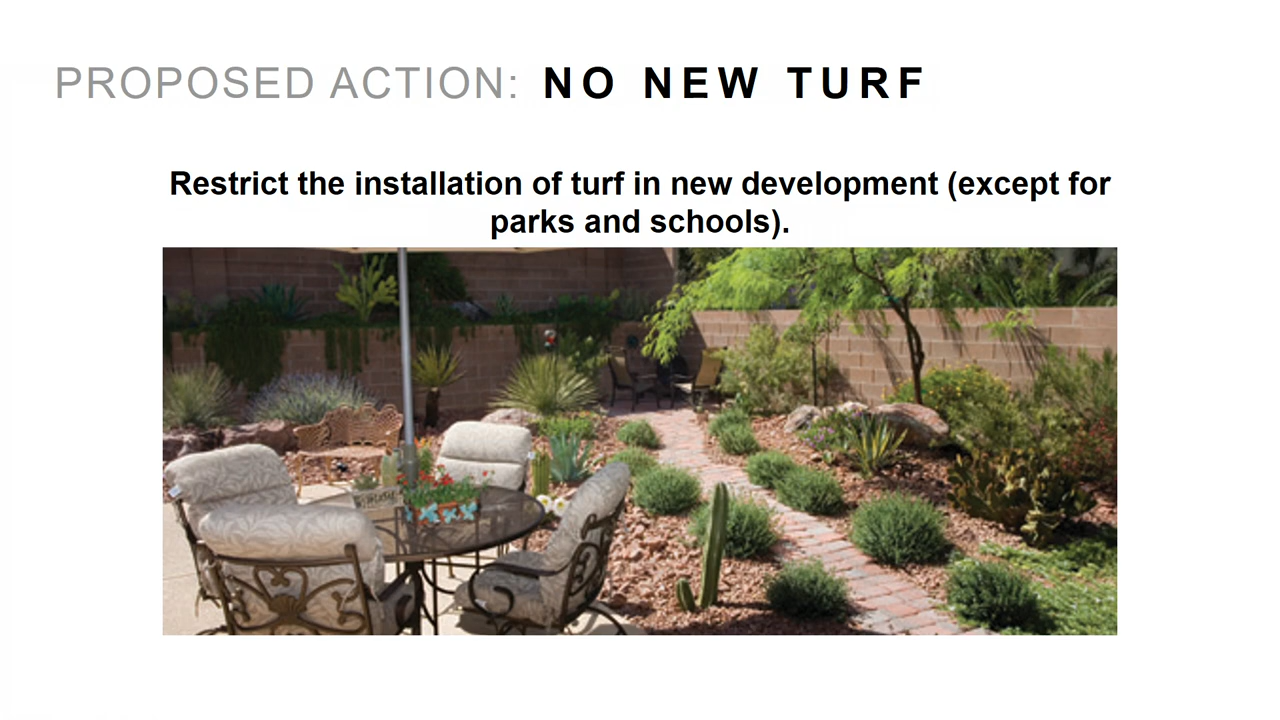 PROPOSED ACTION: NO NEW TURF
Restrict the installation of turf in new development (except for
parks and schools).